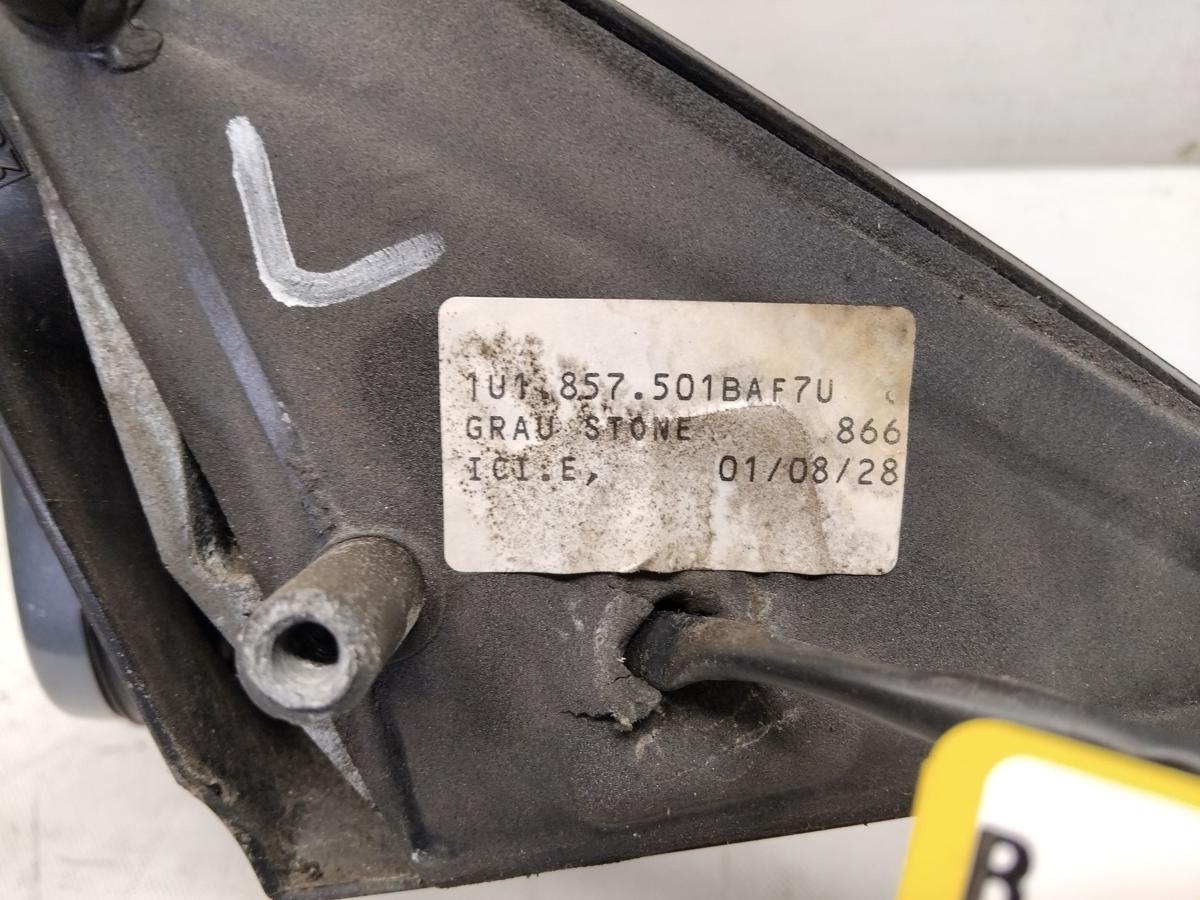 L
1U1.857.501BAF7U
GRAU STONE 866
ICI.E, 01/08/28
R